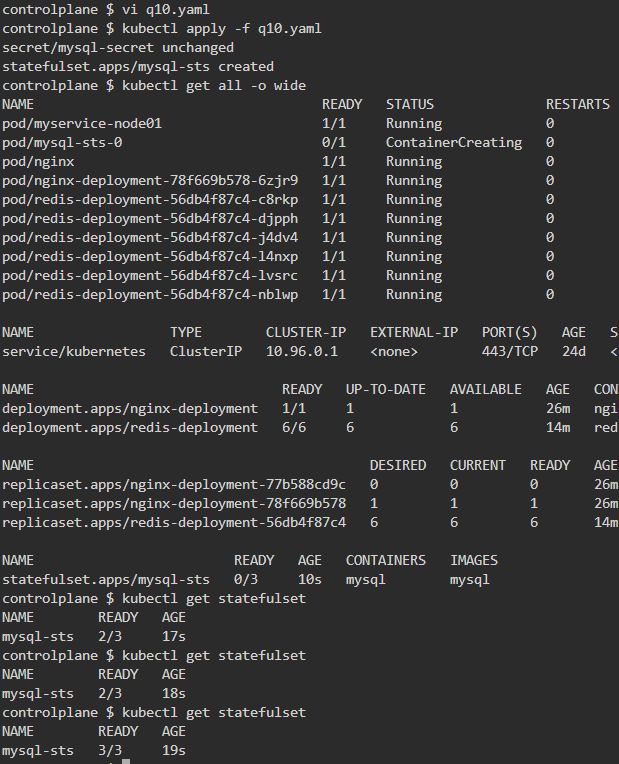 controlplane $ vi q10.yaml
controlplane $ kubectl apply -f q10.yaml
secret/mysql-secret unchanged
statefulset.apps/mysql-sts created
controlplane $ kubectl get all -o wide
NAME READY STATUS RESTARTS
pod/myservice-node01 1/1 Running 0
pod/mysql-sts-0 0/1 ContainerCreating 0
pod/nginx 1/1 Running 0
pod/nginx-deployment-78f669b578-6zjr9 1/1 Running 0
pod/redis-deployment-56db4f87c4-c8rkp 1/1 Running 0
pod/redis-deployment-56db4f87c4-djpph 1/1 Running 0
pod/redis-deployment-56db4f87c4-j4dv4 1/1 Running 0
pod/redis-deployment-56db4f87c4-l4nxp 1/1 Running 0
pod/redis-deployment-56db4f87c4-lvsrc 1/1 Running 0
pod/redis-deployment-56db4f87c4-nblwp 1/1 Running 0
NAME TYPE CLUSTER-IP EXTERNAL-IP PORT(S) AGE S
service/kubernetes ClusterIP 10.96.0.1 <none> 443/TCP 24d <
NAME READY UP-TO-DATE AVAILABLE AGE CON
deployment.apps/nginx-deployment 1/1 1 1 26m ngi
deployment.apps/redis-deployment 6/6 6 6 14m red
NAME DESIRED CURRENT READY AGE
replicaset.apps/nginx-deployment-77b588cd9c 0 0 0 26m
replicaset.apps/nginx-deployment-78f669b578 1 1 1 26m
replicaset.apps/redis-deployment-56db4f87c4 6 6 6 14m
NAME READY AGE CONTAINERS IMAGES
statefulset.apps/mysql-sts 0/3 10s mysql mysql
controlplane $ kubectl get statefulset
NAME READY AGE
mysql-sts 2/3 17s
controlplane $ kubectl get statefulset
NAME READY AGE
mysql-sts 2/3 18s
controlplane $ kubectl get statefulset
NAME READY AGE
mysql-sts 3/3 19s